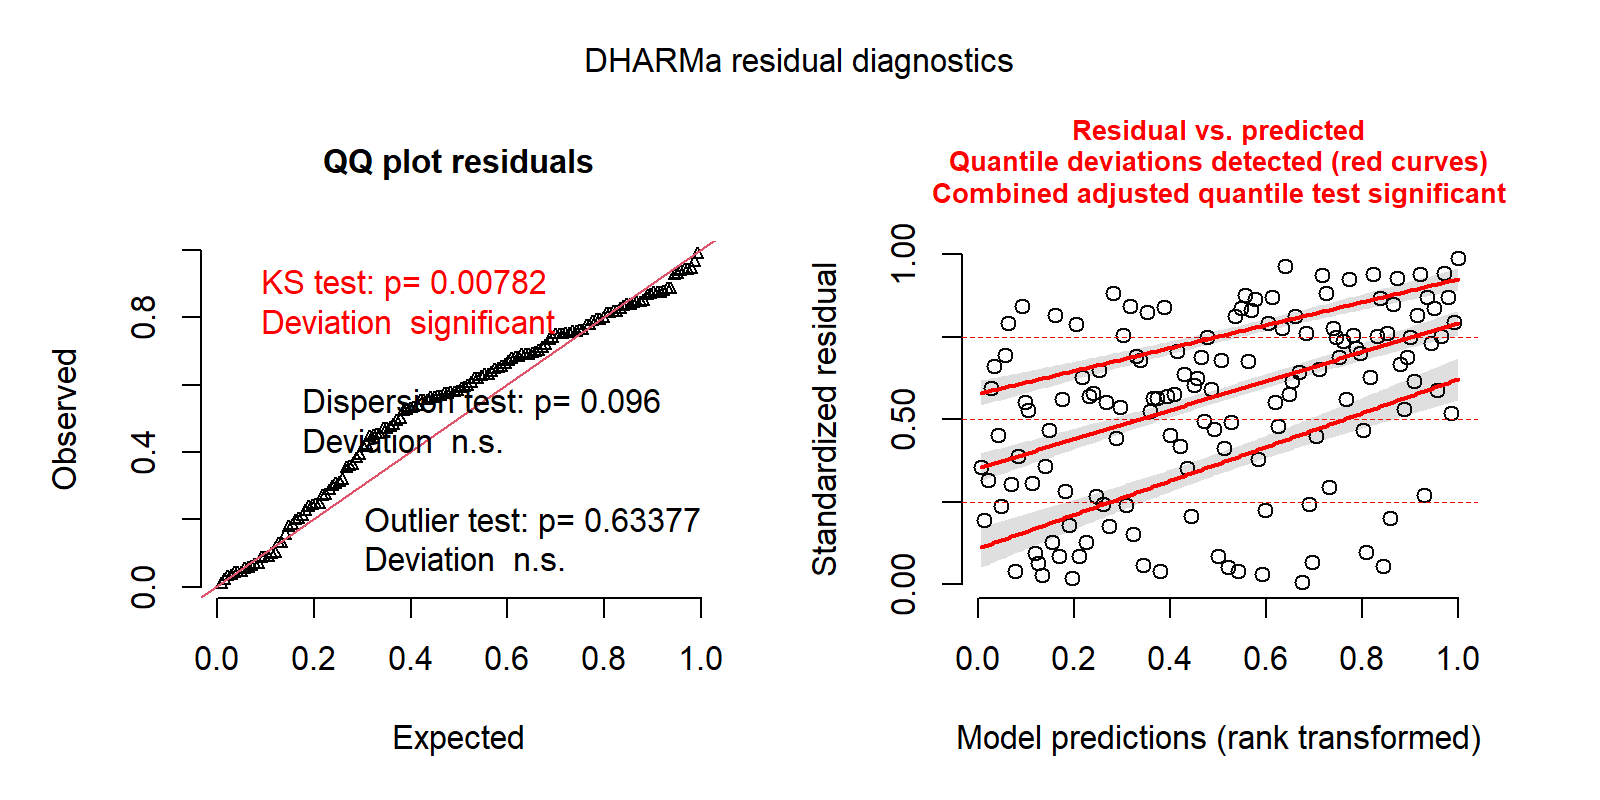 DHARMa residual diagnostics
QQ plot residuals
KS test: p= 0.00782
Deviation  significant
Dispersion test: p= 0.096
Deviation  n.s.
Outlier test: p= 0.63377
Deviation  n.s.
Observed
0.0
0.4
0.8
0.0
0.2
0.4
0.6
0.8
1.0
Expected
Residual vs. predicted
Quantile deviations detected (red curves)
Combined adjusted quantile test significant
Standardized residual
0.00
0.50
1.00
0.0
0.2
0.4
0.6
0.8
1.0
Model predictions (rank transformed)